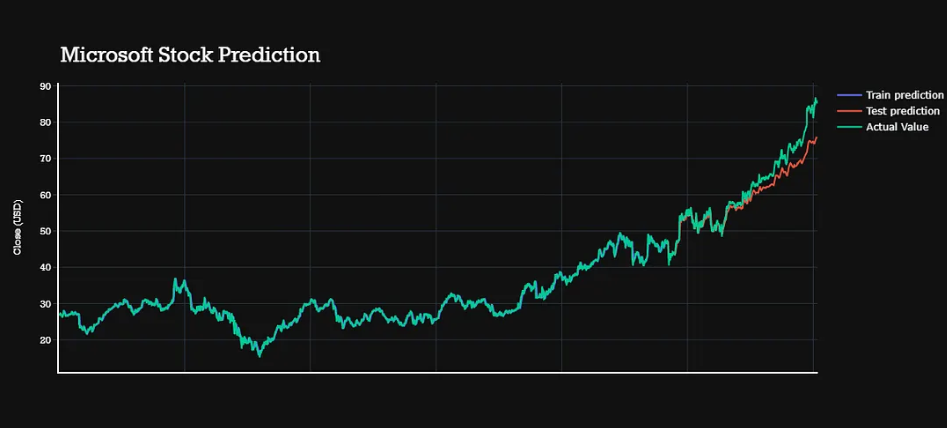 Microsoft Stock Prediction
90
80
70
60
50
40
30
20
Close (USD)
Train prediction
Test prediction
Actual Value